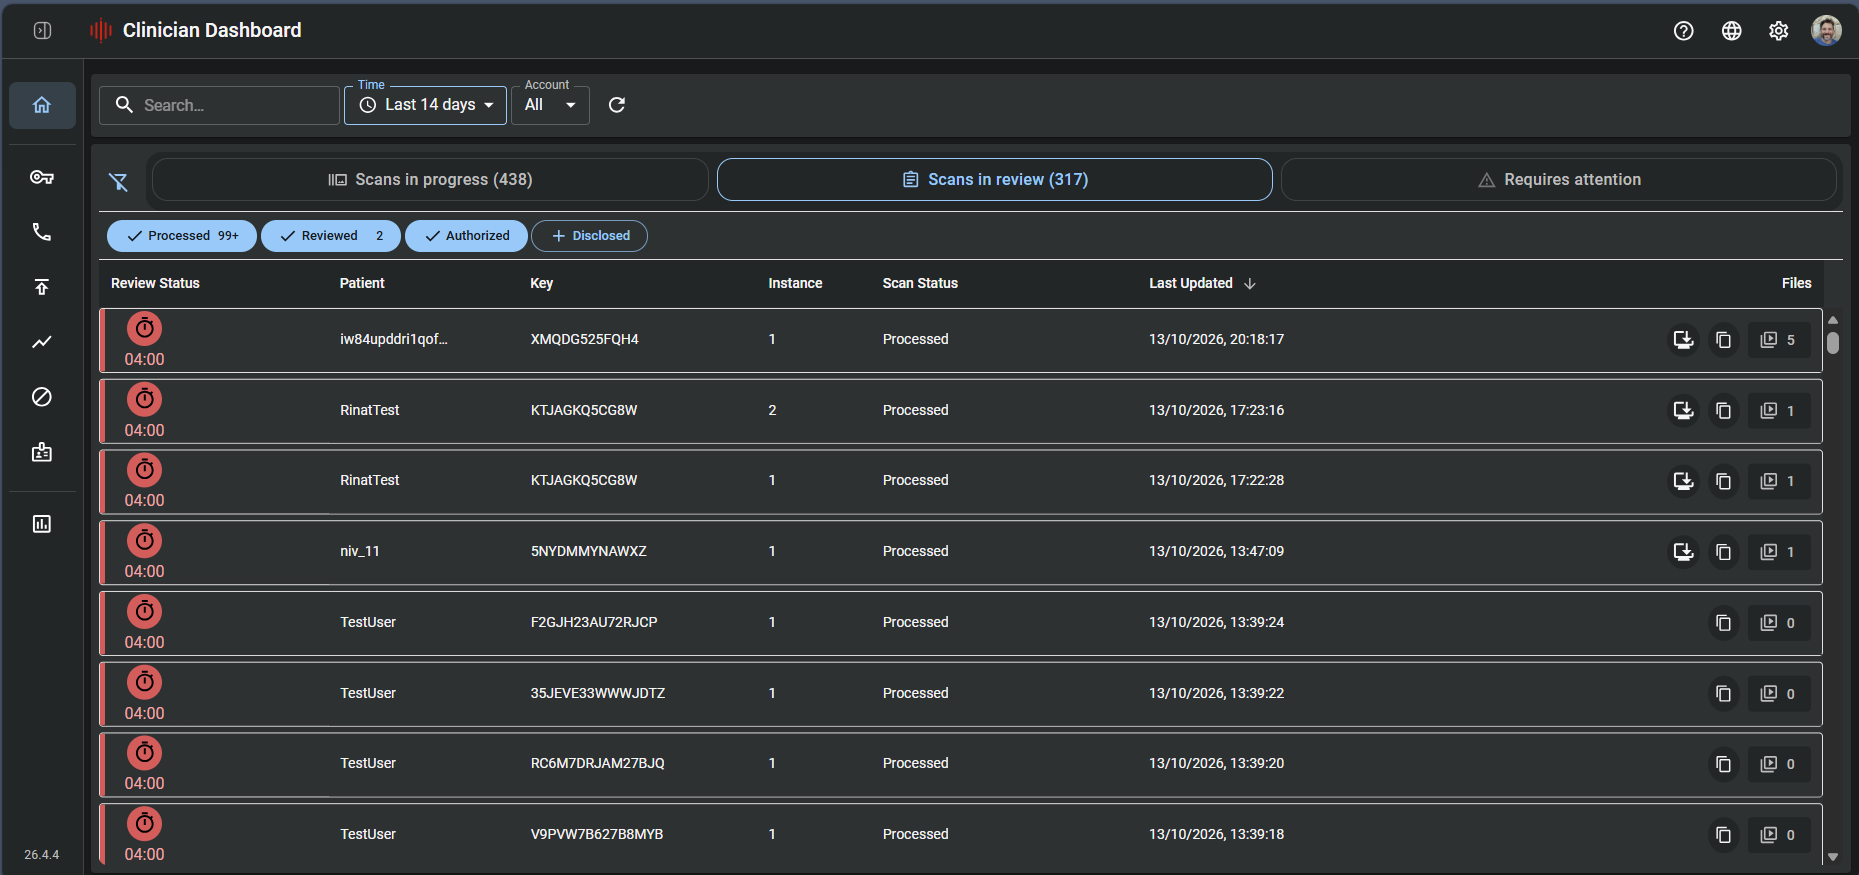 Clinician Dashboard
Search...
Time
Last 14 days
Account
All
Scans in progress (438)
Scans in review (317)
Requires attention
Processed 99+
Reviewed 2
Authorized
Disclosed
Review Status Patient Key Instance Scan Status Last Updated Files
04:00 iw84upddri1qof... XMQDG525FQH4 1 Processed 13/10/2026, 20:18:17 5
04:00 RinatTest KTJAGKQ5CG8W 2 Processed 13/10/2026, 17:23:16 1
04:00 RinatTest KTJAGKQ5CG8W 1 Processed 13/10/2026, 17:22:28 1
04:00 niv_11 5NYDMMYNAWXZ 1 Processed 13/10/2026, 13:47:09 1
04:00 TestUser F2GJH23AU72RJCP 1 Processed 13/10/2026, 13:39:24 0
04:00 TestUser 35JEVE33WWWJDTZ 1 Processed 13/10/2026, 13:39:22 0
04:00 TestUser RC6M7DRJAM27BJQ 1 Processed 13/10/2026, 13:39:20 0
04:00 TestUser V9PVW7B627B8MYB 1 Processed 13/10/2026, 13:39:18 0
26.4.4